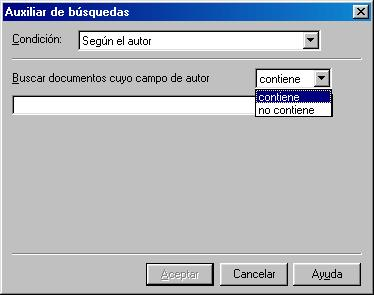 Auxiliar de búsquedas
Condición: Según el autor
Buscar documentos cuyo campo de autor contiene
contiene
no contiene
Aceptar Cancelar Ayuda